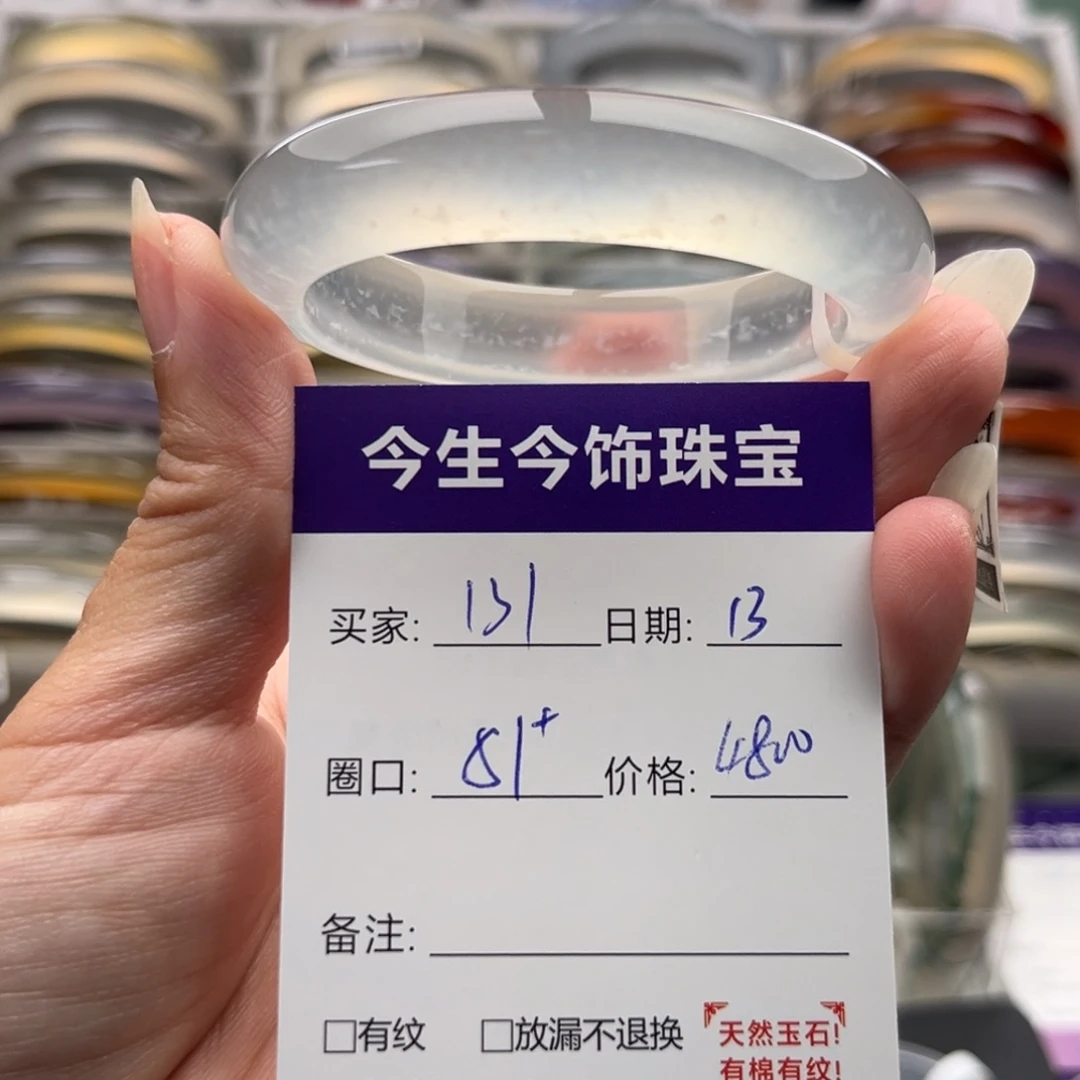 今生今饰珠宝
买家: 131 日期: 13
圈口: 51+ 价格: 4800
备注:
□有纹 □放漏不退换 天然玉石!
有棉有纹!